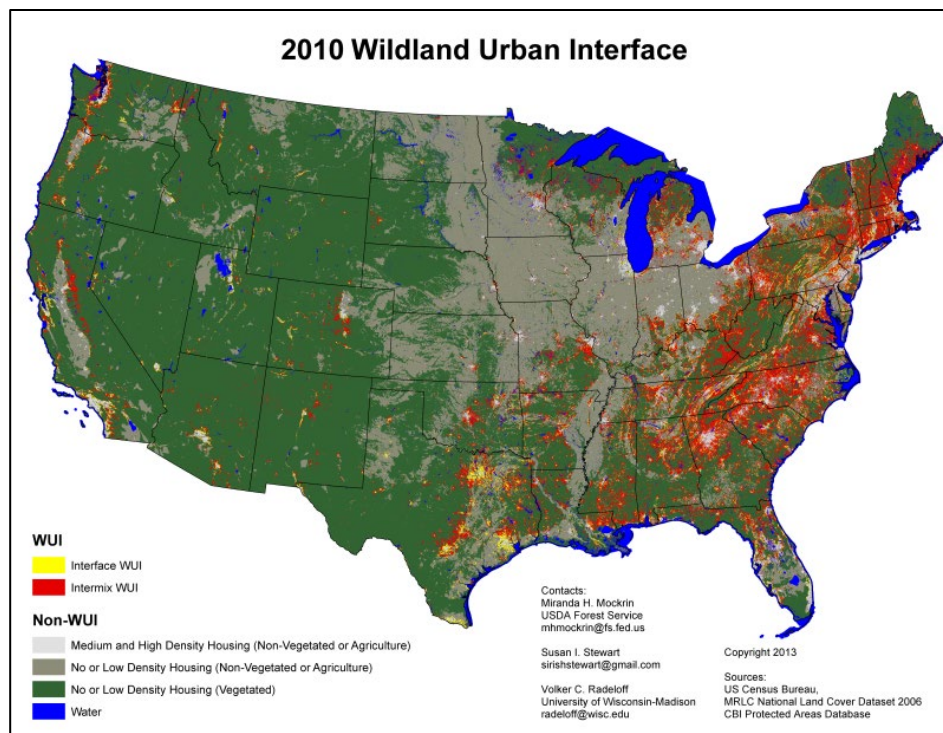 2010 Wildland Urban Interface
WUI
Interface WUI
Intermix WUI
Non-WUI
Medium and High Density Housing (Non-Vegetated or Agriculture)
No or Low Density Housing (Non-Vegetated or Agriculture)
No or Low Density Housing (Vegetated)
Water
Contacts:
Miranda H. Mockrin
USDA Forest Service
mhmockrin@fs.fed.us
Susan I. Stewart
sirishstewart@gmail.com
Volker C. Radeloff
University of Wisconsin-Madison
radeloff@wisc.edu
Copyright 2013
Sources:
US Census Bureau,
MRLC National Land Cover Dataset 2006
CBI Protected Areas Database